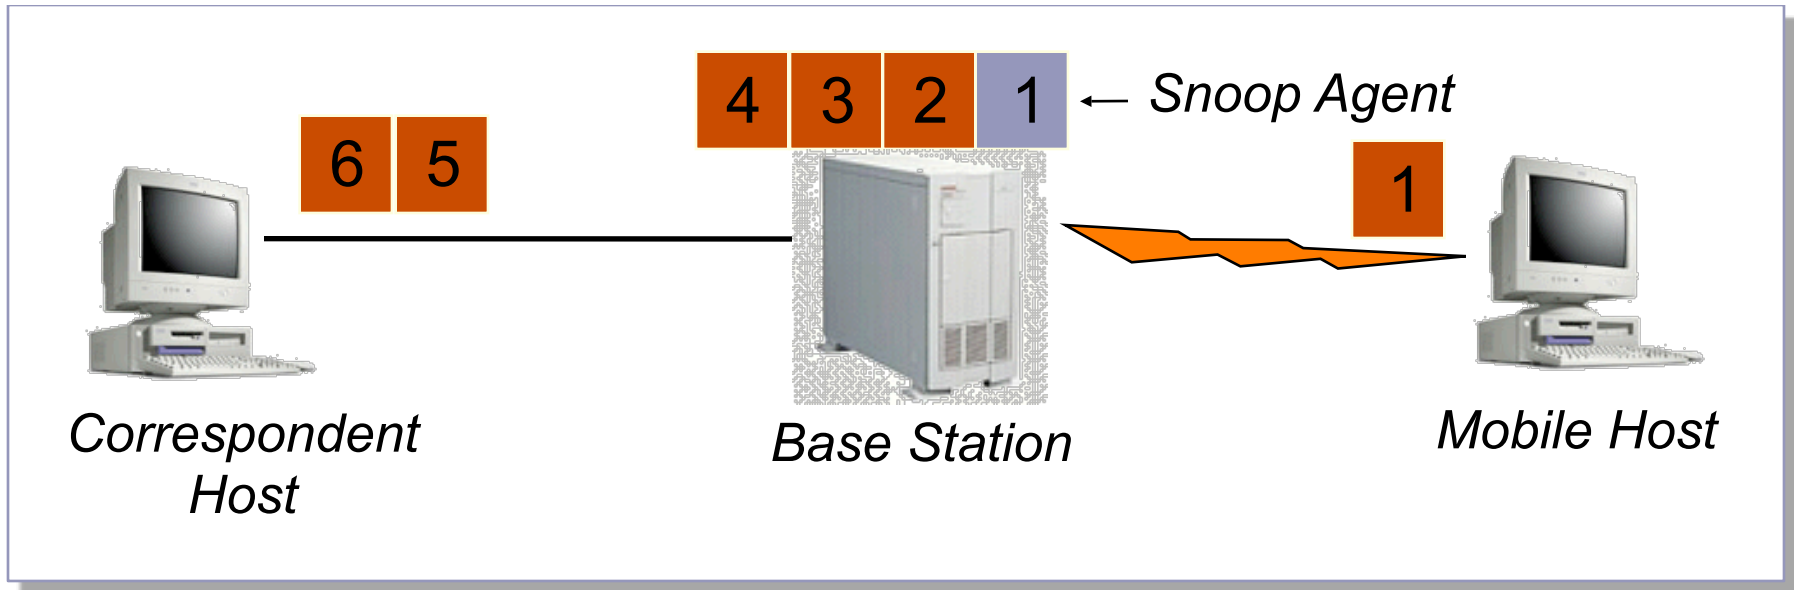 4 3 2 1
Snoop Agent
6 5
1
Correspondent
Host
Base Station
Mobile Host